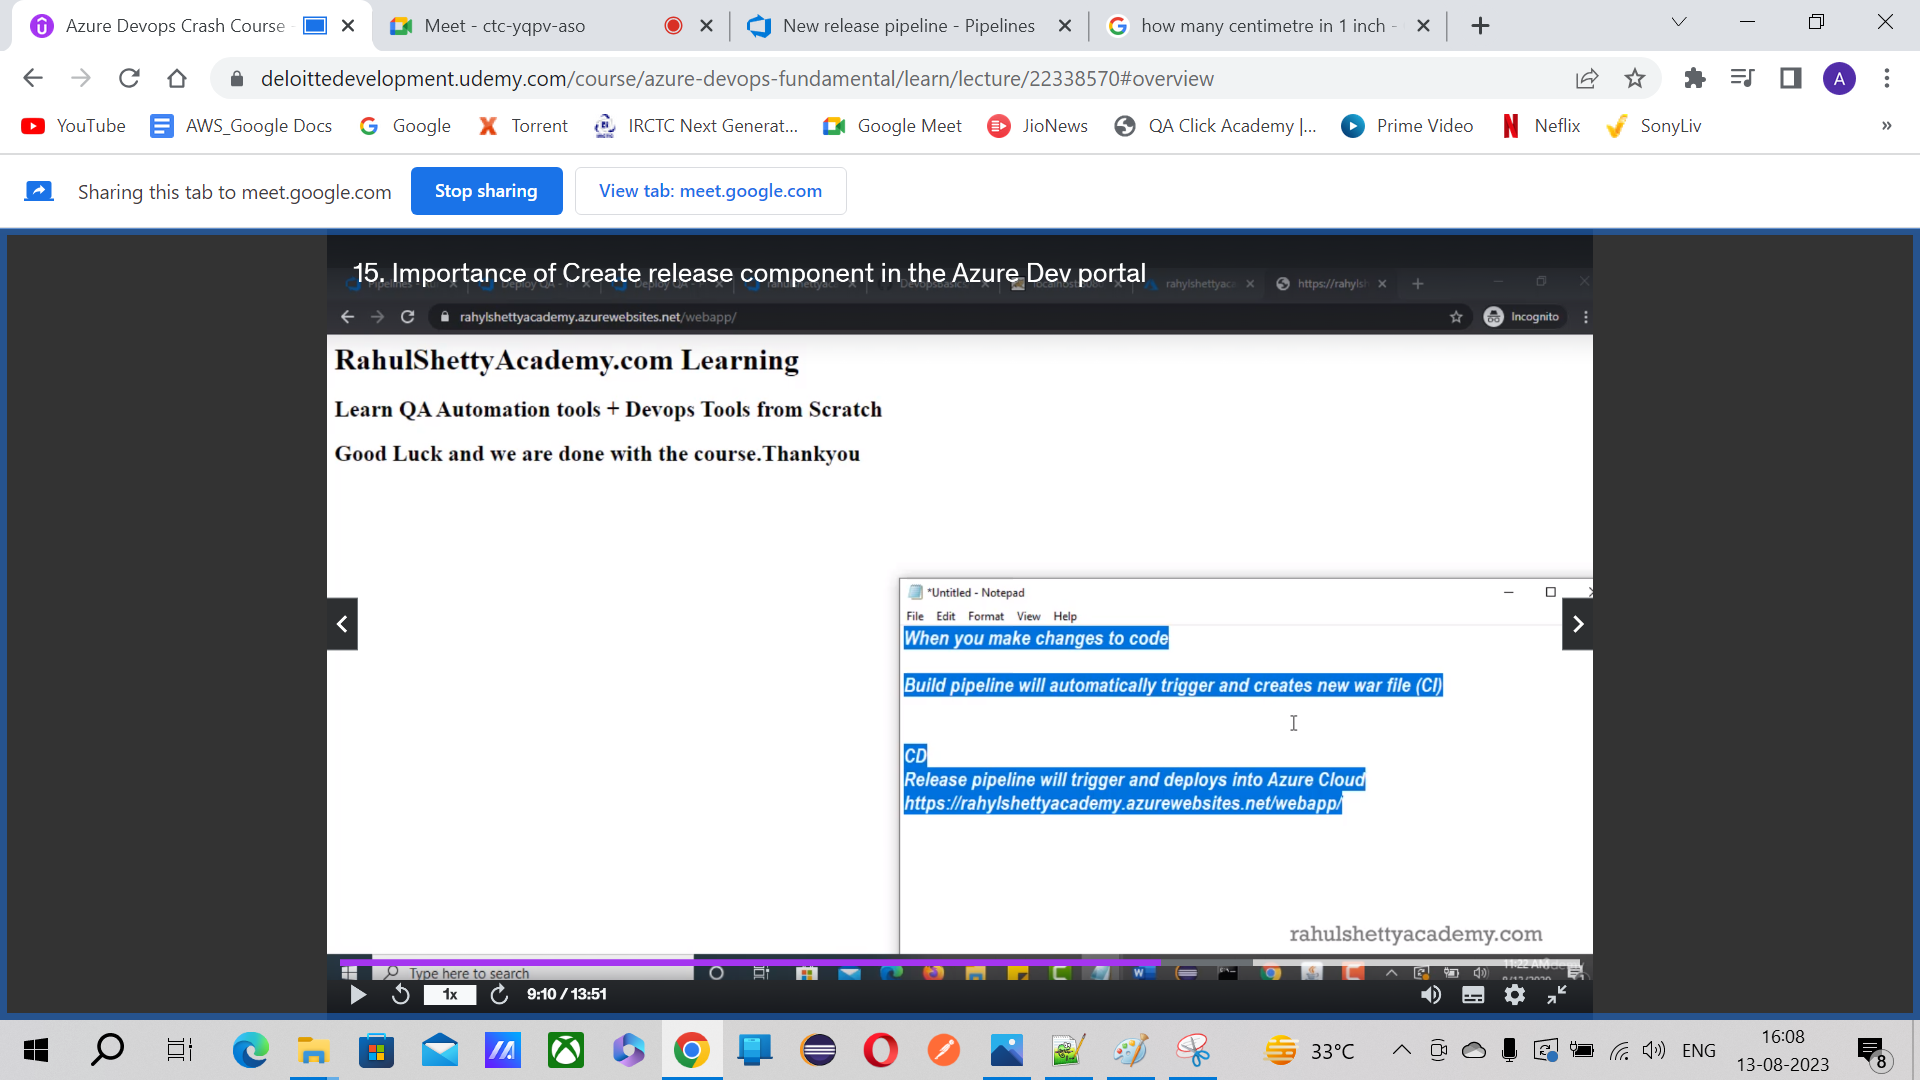 Azure Devops Crash Course
Meet - ctc-yqpv-aso
New release pipeline - Pipelines
how many centimetre in 1 inch -
deloittedevelopment.udemy.com/course/azure-devops-fundamental/learn/lecture/22338570#overview
A
YouTube
AWS_Google Docs
Google
Torrent
IRCTC Next Generat...
Google Meet
JioNews
QA Click Academy |...
Prime Video
Neflix
SonyLiv
»
Sharing this tab to meet.google.com
Stop sharing
View tab: meet.google.com
15. Importance of Create release component in the Azure Dev portal
rahylshettyac
https://rahylsh
rahylshettyacademy.azurewebsites.net/webapp/
Incognito
RahulShettyAcademy.com Learning
Learn QA Automation tools + Devops Tools from Scratch
Good Luck and we are done with the course.Thankyou
*Untitled - Notepad
File Edit Format View Help
When you make changes to code
Build pipeline will automatically trigger and creates new war file (CI)
CD
Release pipeline will trigger and deploys into Azure Cloud
https://rahylshettyacademy.azurewebsites.net/webapp/
rahulshettyacademy.com
Type here to search
11:22 AM
1x
9:10 / 13:51
33°C
ENG
16:08
13-08-2023
8